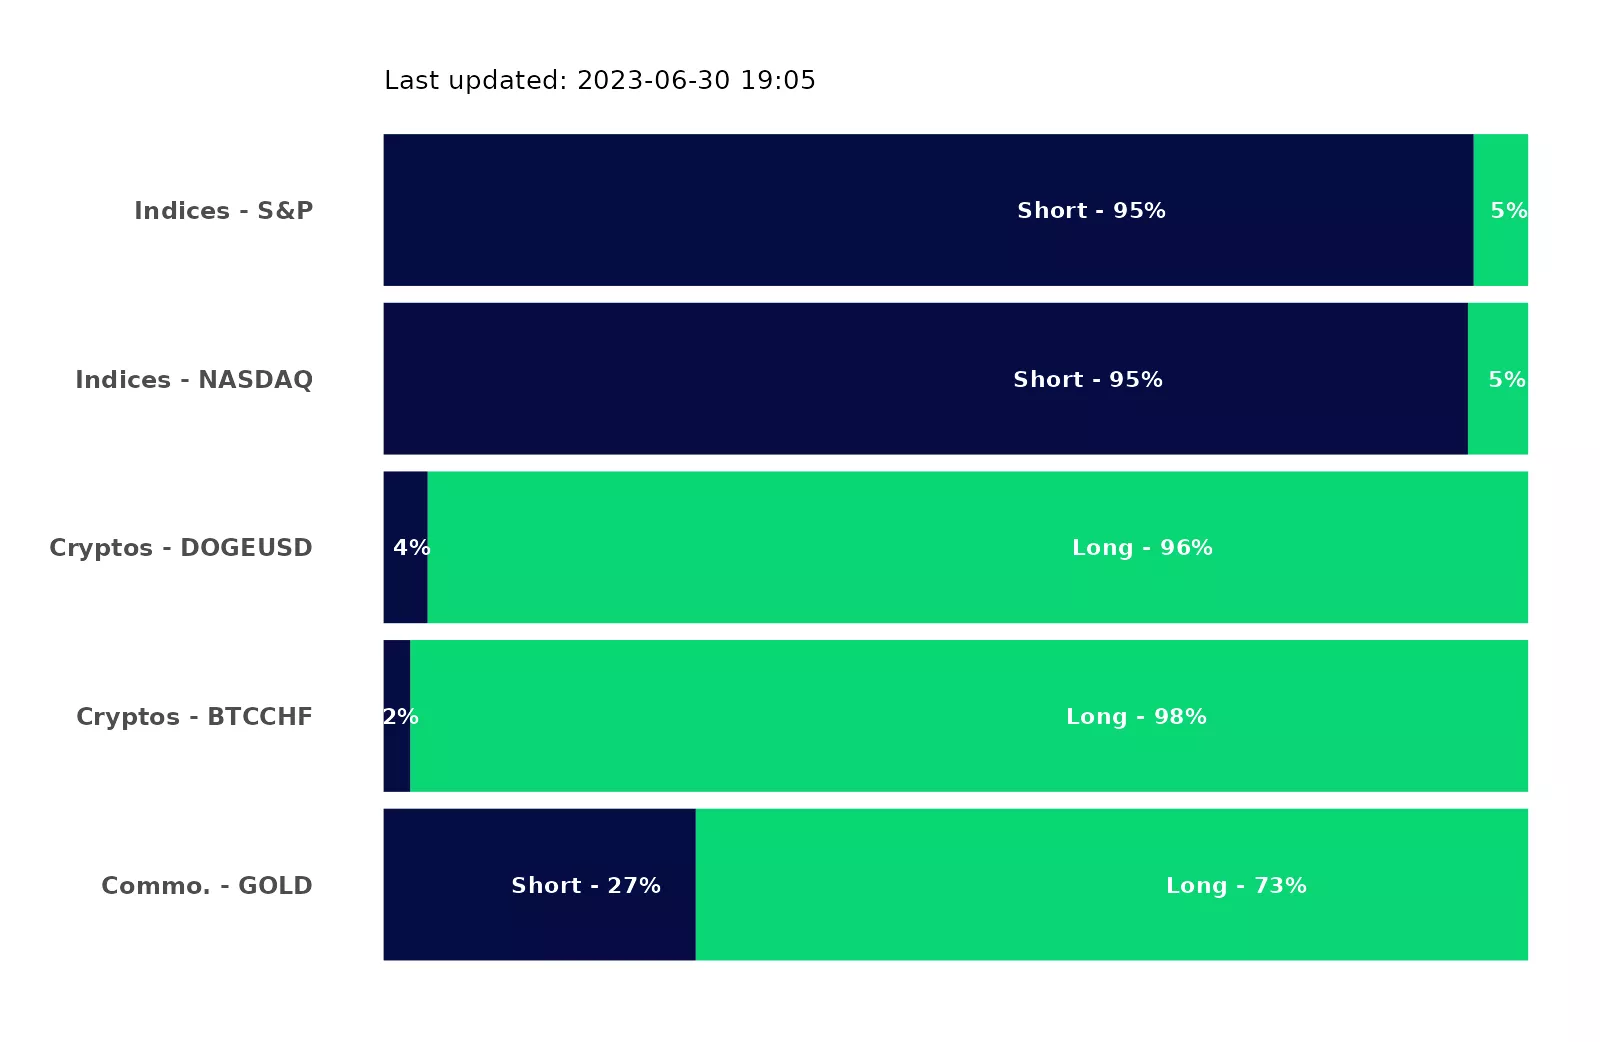 Last updated: 2023-06-30 19:05
Indices - S&P Short - 95% 5%
Indices - NASDAQ Short - 95% 5%
Cryptos - DOGEUSD 4% Long - 96%
Cryptos - BTCCHF 2% Long - 98%
Commo. - GOLD Short - 27% Long - 73%